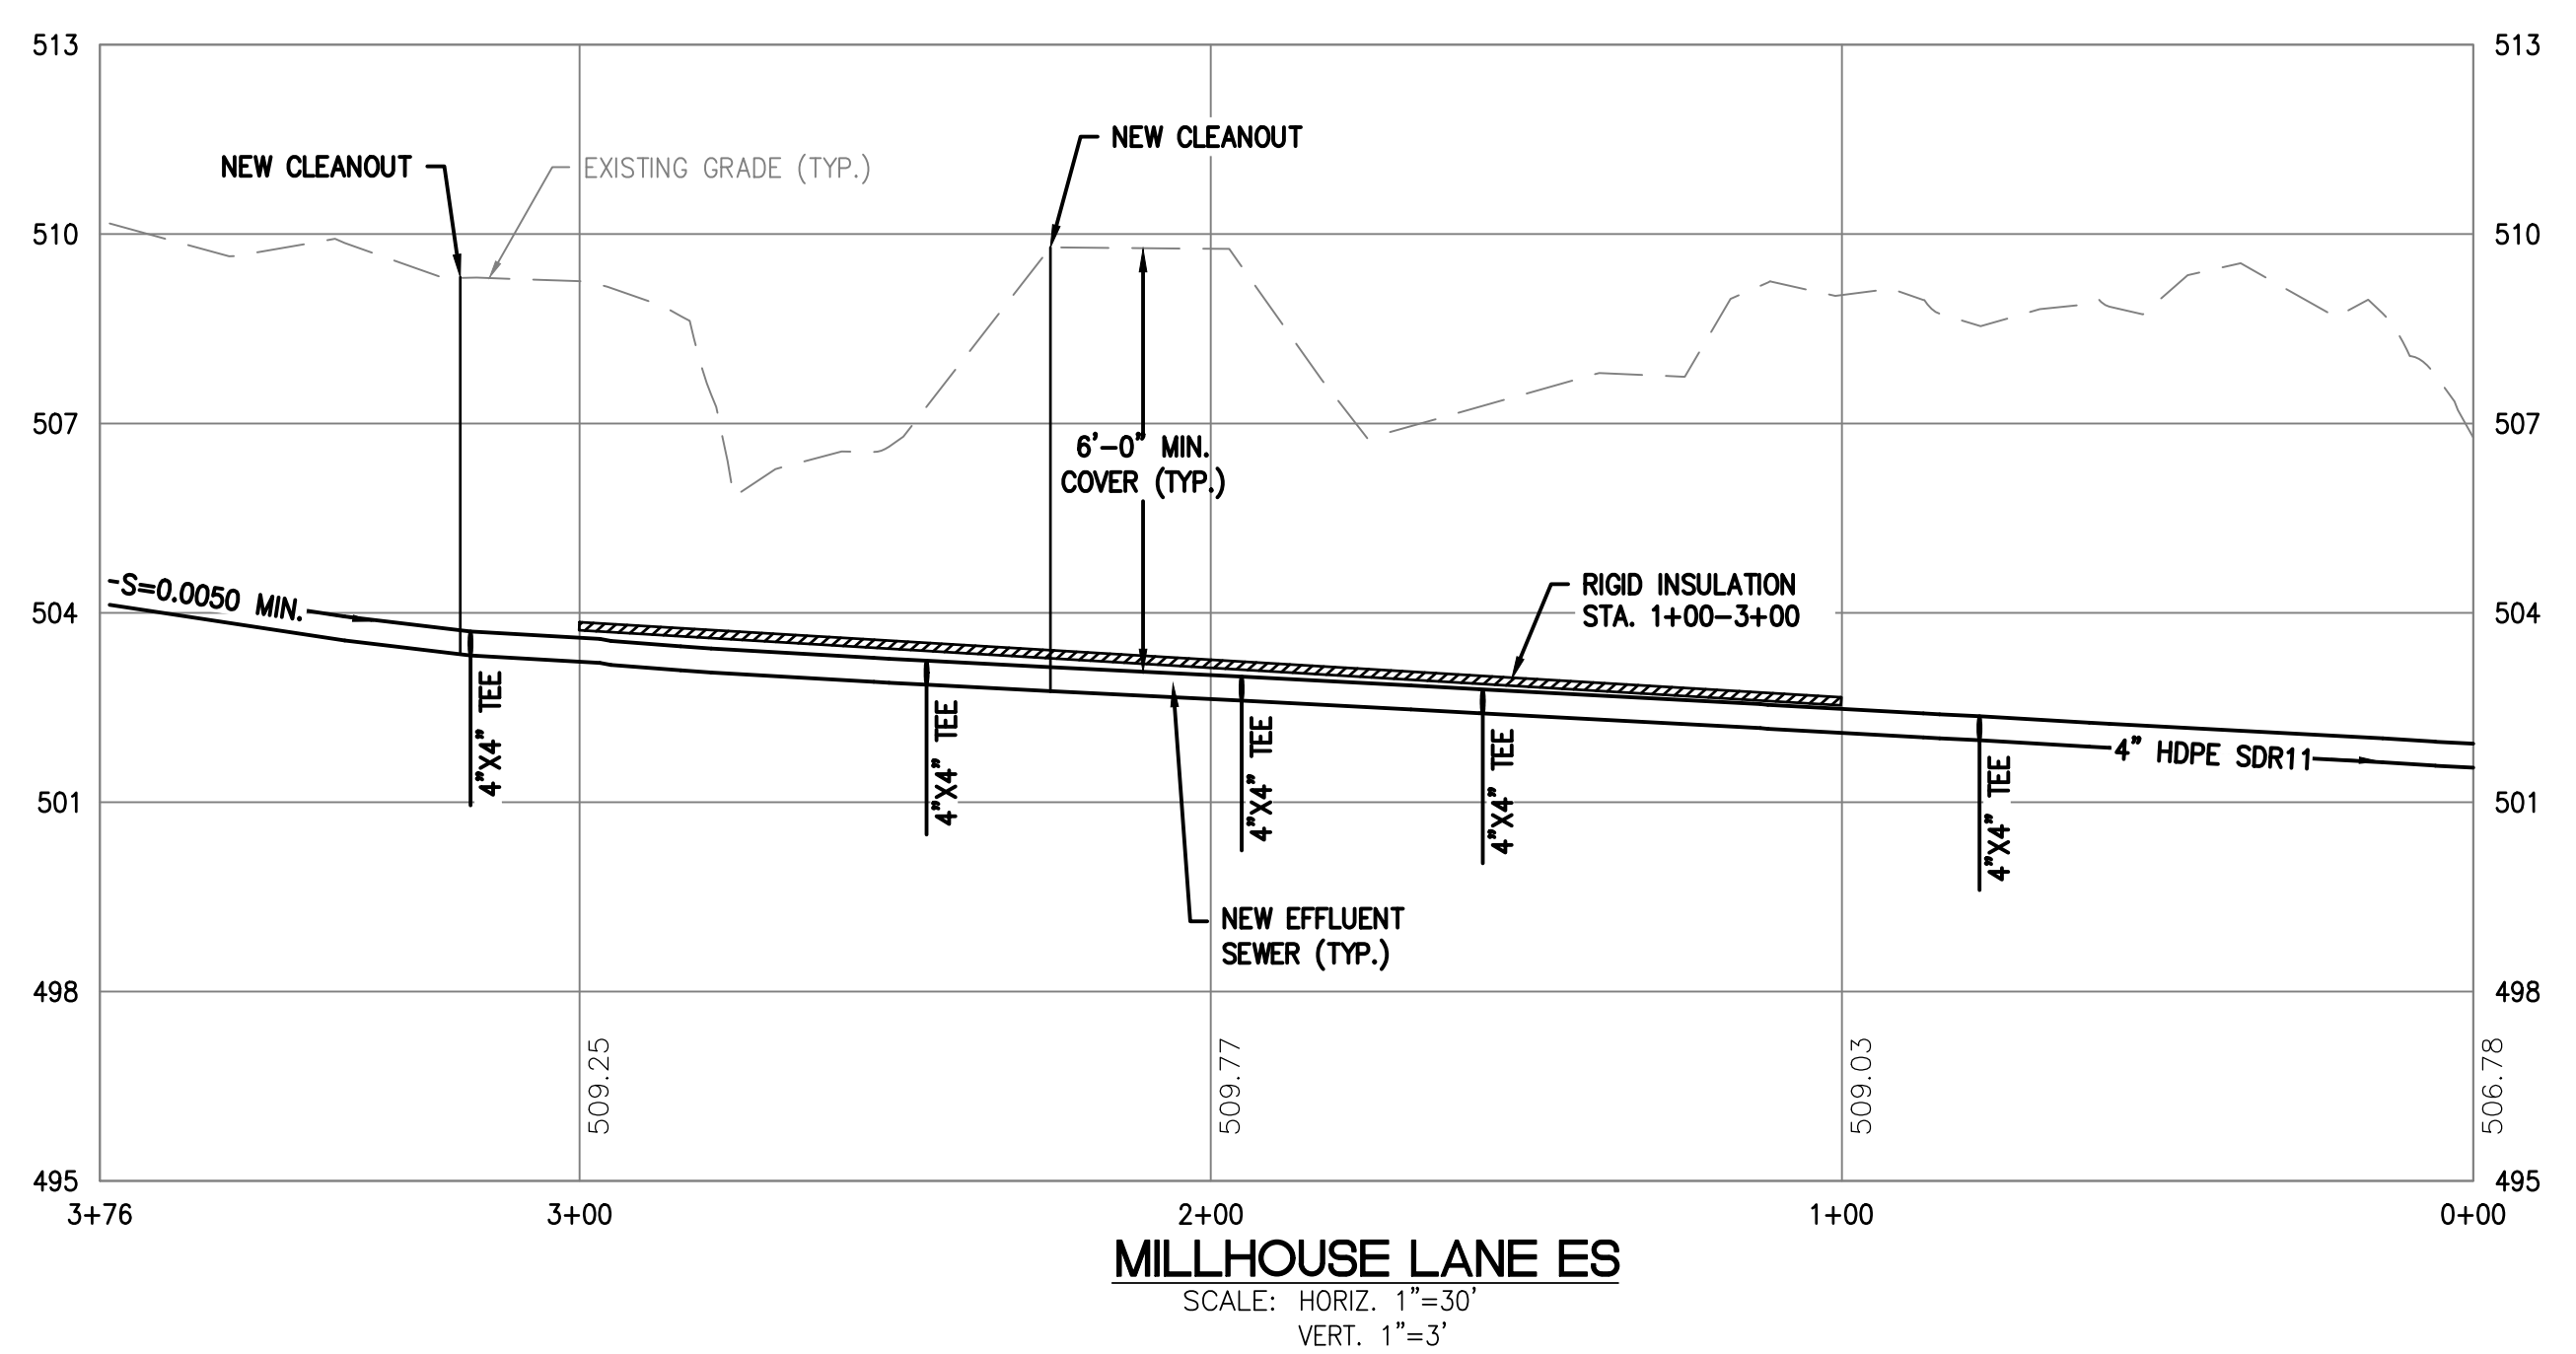 513
513
NEW CLEANOUT
NEW CLEANOUT
EXISTING GRADE (TYP.)
510
510
507
507
6'-0" MIN.
COVER (TYP.)
S=0.0050 MIN.
RIGID INSULATION
STA. 1+00-3+00
504
504
4"X4" TEE
4"X4" TEE
4"X4" TEE
4"X4" TEE
4"X4" TEE
4" HDPE SDR11
501
501
NEW EFFLUENT
SEWER (TYP.)
498
498
509.25
509.77
509.03
506.78
495
495
3+76
3+00
2+00
1+00
0+00
MILLHOUSE LANE ES
SCALE: HORIZ. 1"=30'
VERT. 1"=3'